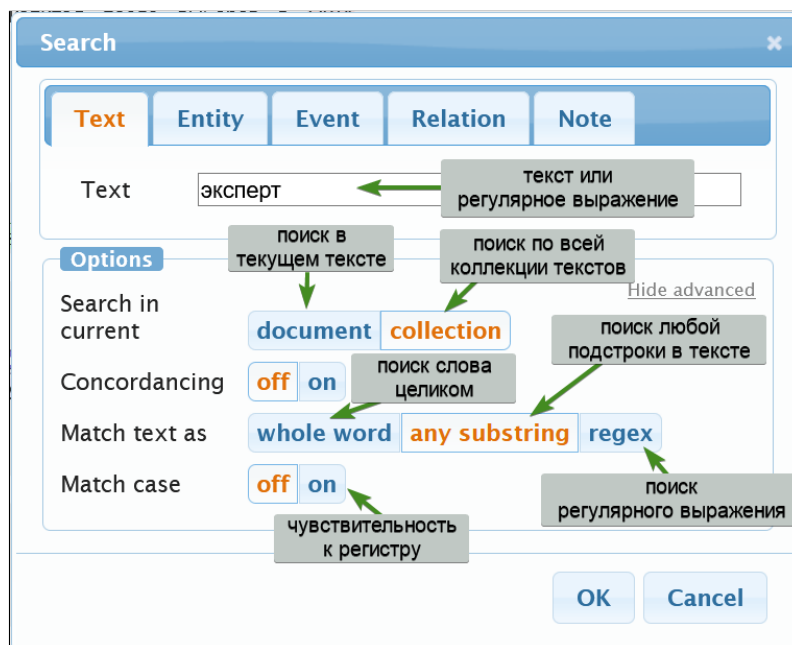 Search
Text Entity Event Relation Note
Text
эксперт
текст или
регулярное выражение
поиск в
текущем тексте
поиск по всей
коллекции текстов
Options
Hide advanced
Search in
current
document collection
поиск любой
подстроки в тексте
Concordancing
off on
поиск слова
целиком
Match text as
whole word any substring regex
Match case
off on
поиск
регулярного выражения
чувствительность
к регистру
OK Cancel